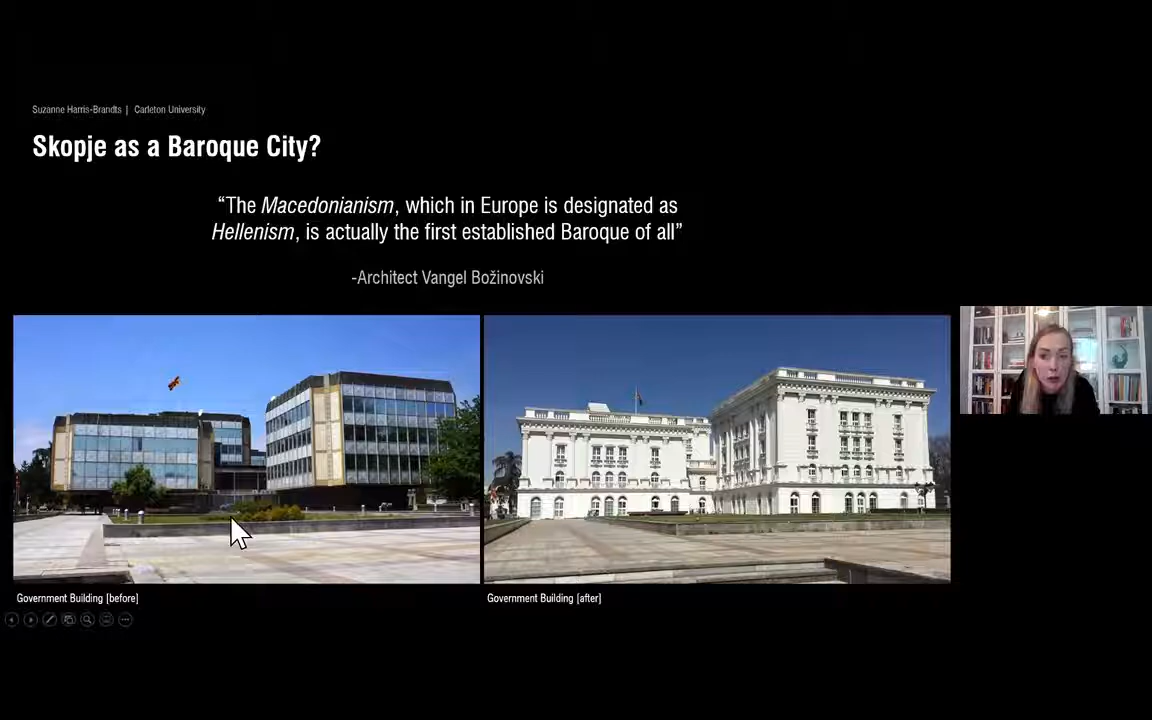 Suzanne Harris-Brandts | Carleton University
Skopje as a Baroque City?
“The Macedonianism, which in Europe is designated as
Hellenism, is actually the first established Baroque of all”
-Architect Vangel Božinovski
Government Building [before]
Government Building [after]